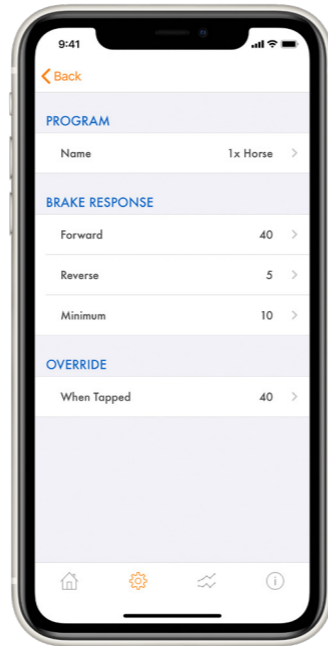 9:41
Back
PROGRAM
Name 1x Horse
BRAKE RESPONSE
Forward 40
Reverse 5
Minimum 10
OVERRIDE
When Tapped 40